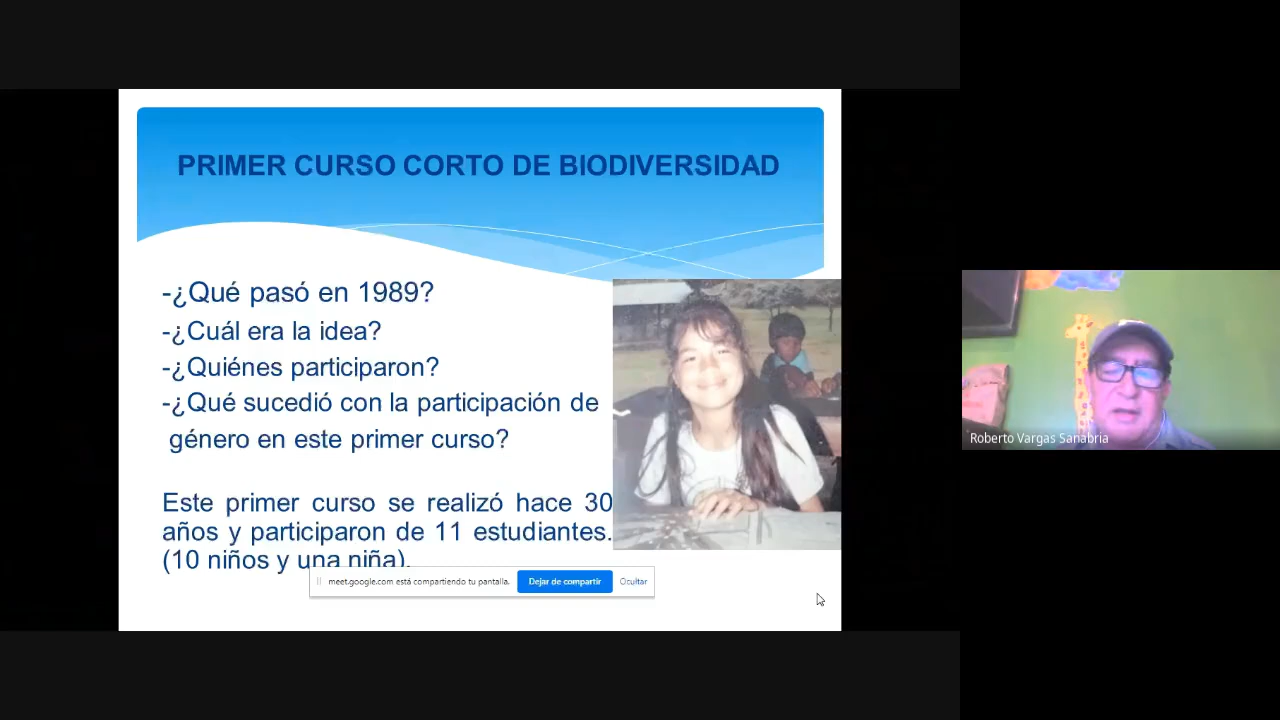 PRIMER CURSO CORTO DE BIODIVERSIDAD
-¿Qué pasó en 1989?
-¿Cuál era la idea?
-¿Quiénes participaron?
-¿Qué sucedió con la participación de
género en este primer curso?
Este primer curso se realizó hace 30
años y participaron de 11 estudiantes.
(10 niños y una niña).
meet.google.com está compartiendo tu pantalla.
Dejar de compartir
Ocultar
Roberto Vargas Sanabria